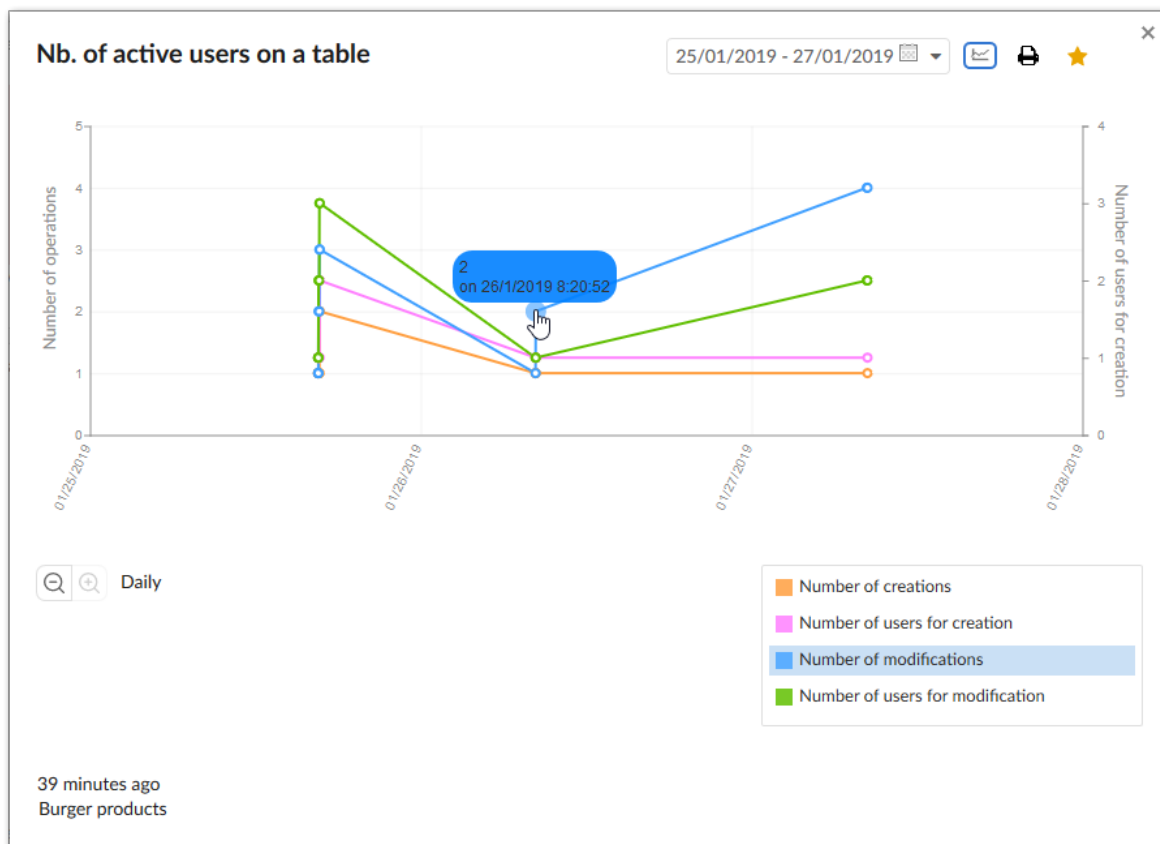 Nb. of active users on a table
25/01/2019 - 27/01/2019
5
4
3
2
1
0
Number of operations
4
3
2
1
0
Number of users for creation
2
on 26/1/2019 8:20:52
01/25/2019
01/26/2019
01/27/2019
01/28/2019
Daily
Number of creations
Number of users for creation
Number of modifications
Number of users for modification
39 minutes ago
Burger products